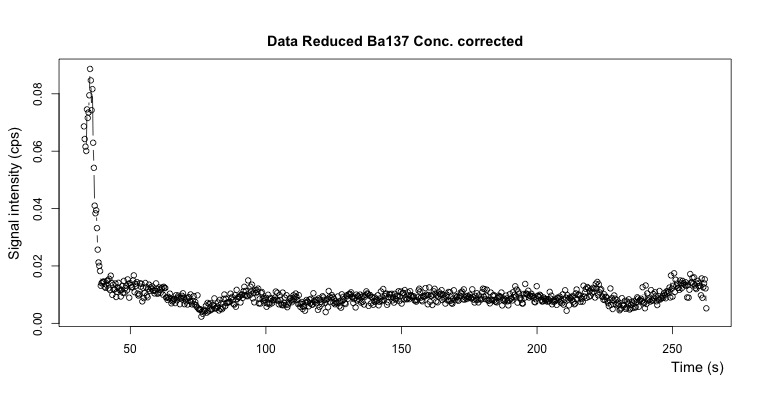 Data Reduced Ba137 Conc. corrected
Signal intensity (cps)
0.08
0.06
0.04
0.02
0.00
50 100 150 200 250
Time (s)